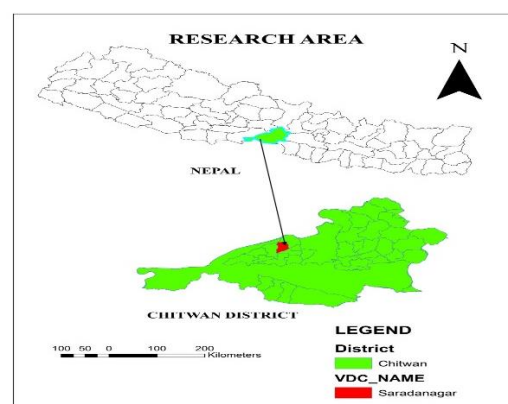 RESEARCH AREA
N
NEPAL
CHITWAN DISTRICT
LEGEND
District
Chitwan
VDC_NAME
Saradanagar
100 50 0 100 200
Kilometers